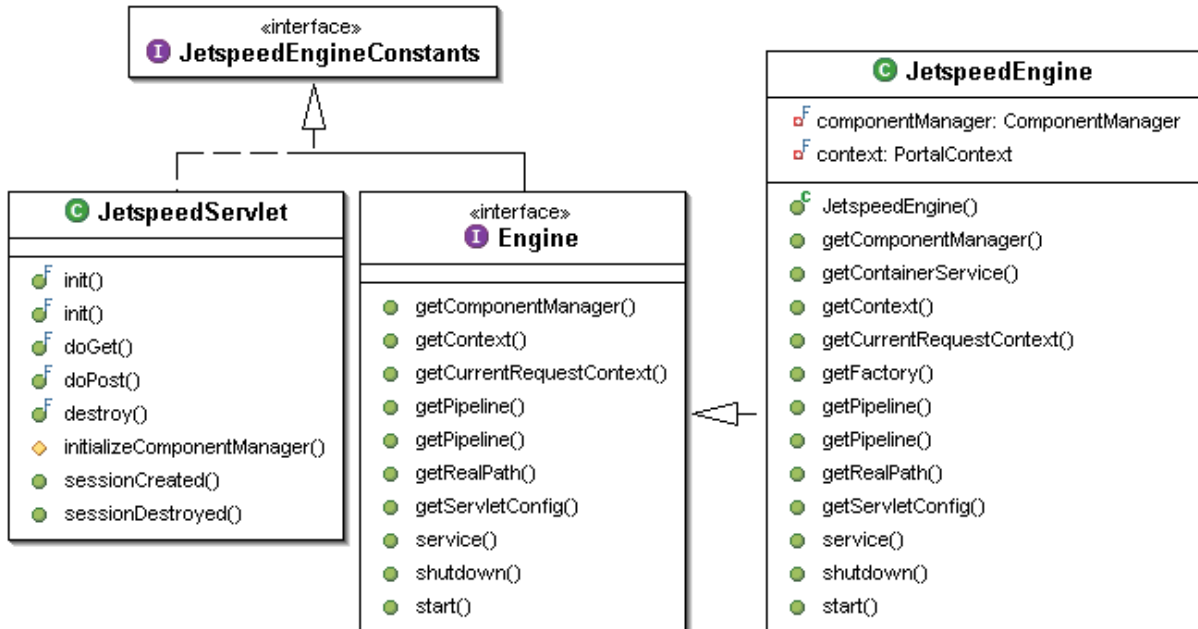 «interface»
I JetspeedEngineConstants
C JetspeedServlet
F init()
F init()
F doGet()
F doPost()
F destroy()
initializeComponentManager()
sessionCreated()
sessionDestroyed()
«interface»
I Engine
getComponentManager()
getContext()
getCurrentRequestContext()
getPipeline()
getPipeline()
getRealPath()
getServletConfig()
service()
shutdown()
start()
C JetspeedEngine
F componentManager: ComponentManager
F context: PortalContext
C JetspeedEngine()
getComponentManager()
getContainerService()
getContext()
getCurrentRequestContext()
getFactory()
getPipeline()
getPipeline()
getRealPath()
getServletConfig()
service()
shutdown()
start()